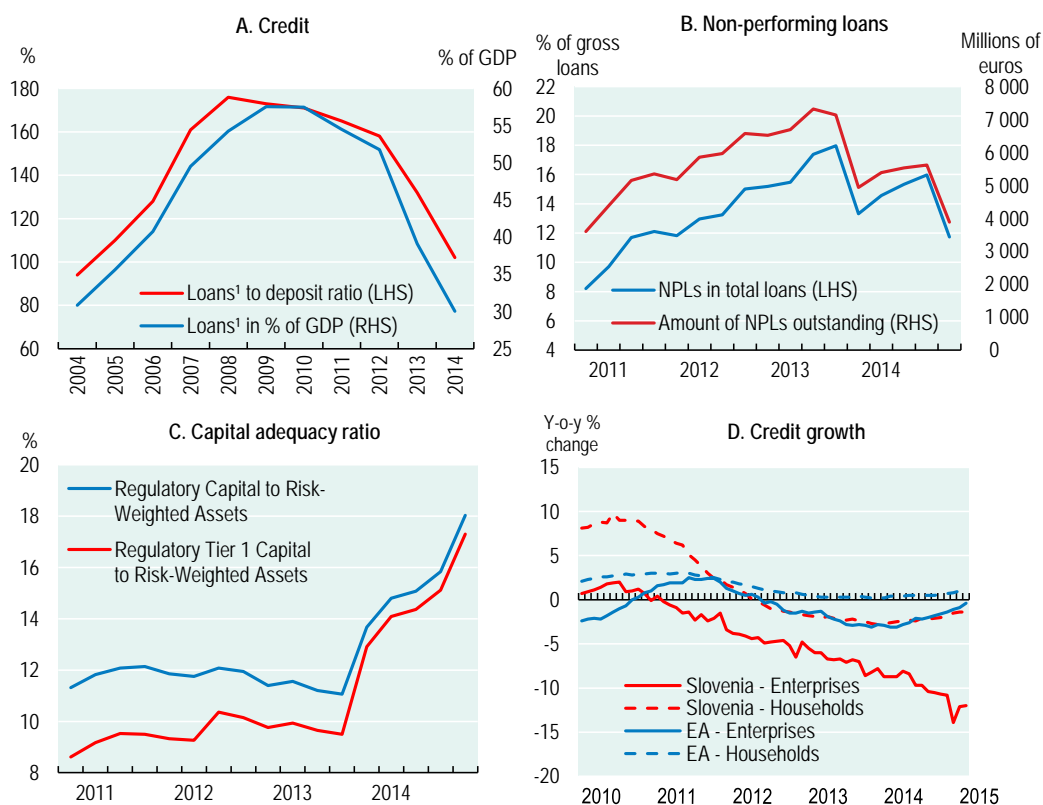 A. Credit
%
% of GDP
180
160
140
120
100
80
60
60
55
50
45
40
35
30
25
Loans¹ to deposit ratio (LHS)
Loans¹ in % of GDP (RHS)
2004
2005
2006
2007
2008
2009
2010
2011
2012
2013
2014
B. Non-performing loans
% of gross
loans
Millions of
euros
22
20
18
16
14
12
10
8
6
4
8 000
7 000
6 000
5 000
4 000
3 000
2 000
1 000
0
NPLs in total loans (LHS)
Amount of NPLs outstanding (RHS)
2011 2012 2013 2014
C. Capital adequacy ratio
%
20
18
16
14
12
10
8
Regulatory Capital to Risk-
Weighted Assets
Regulatory Tier 1 Capital
to Risk-Weighted Assets
2011 2012 2013 2014
D. Credit growth
Y-o-y %
change
15
10
5
0
-5
-10
-15
-20
Slovenia - Enterprises
Slovenia - Households
EA - Enterprises
EA - Households
2010 2011 2012 2013 2014 2015